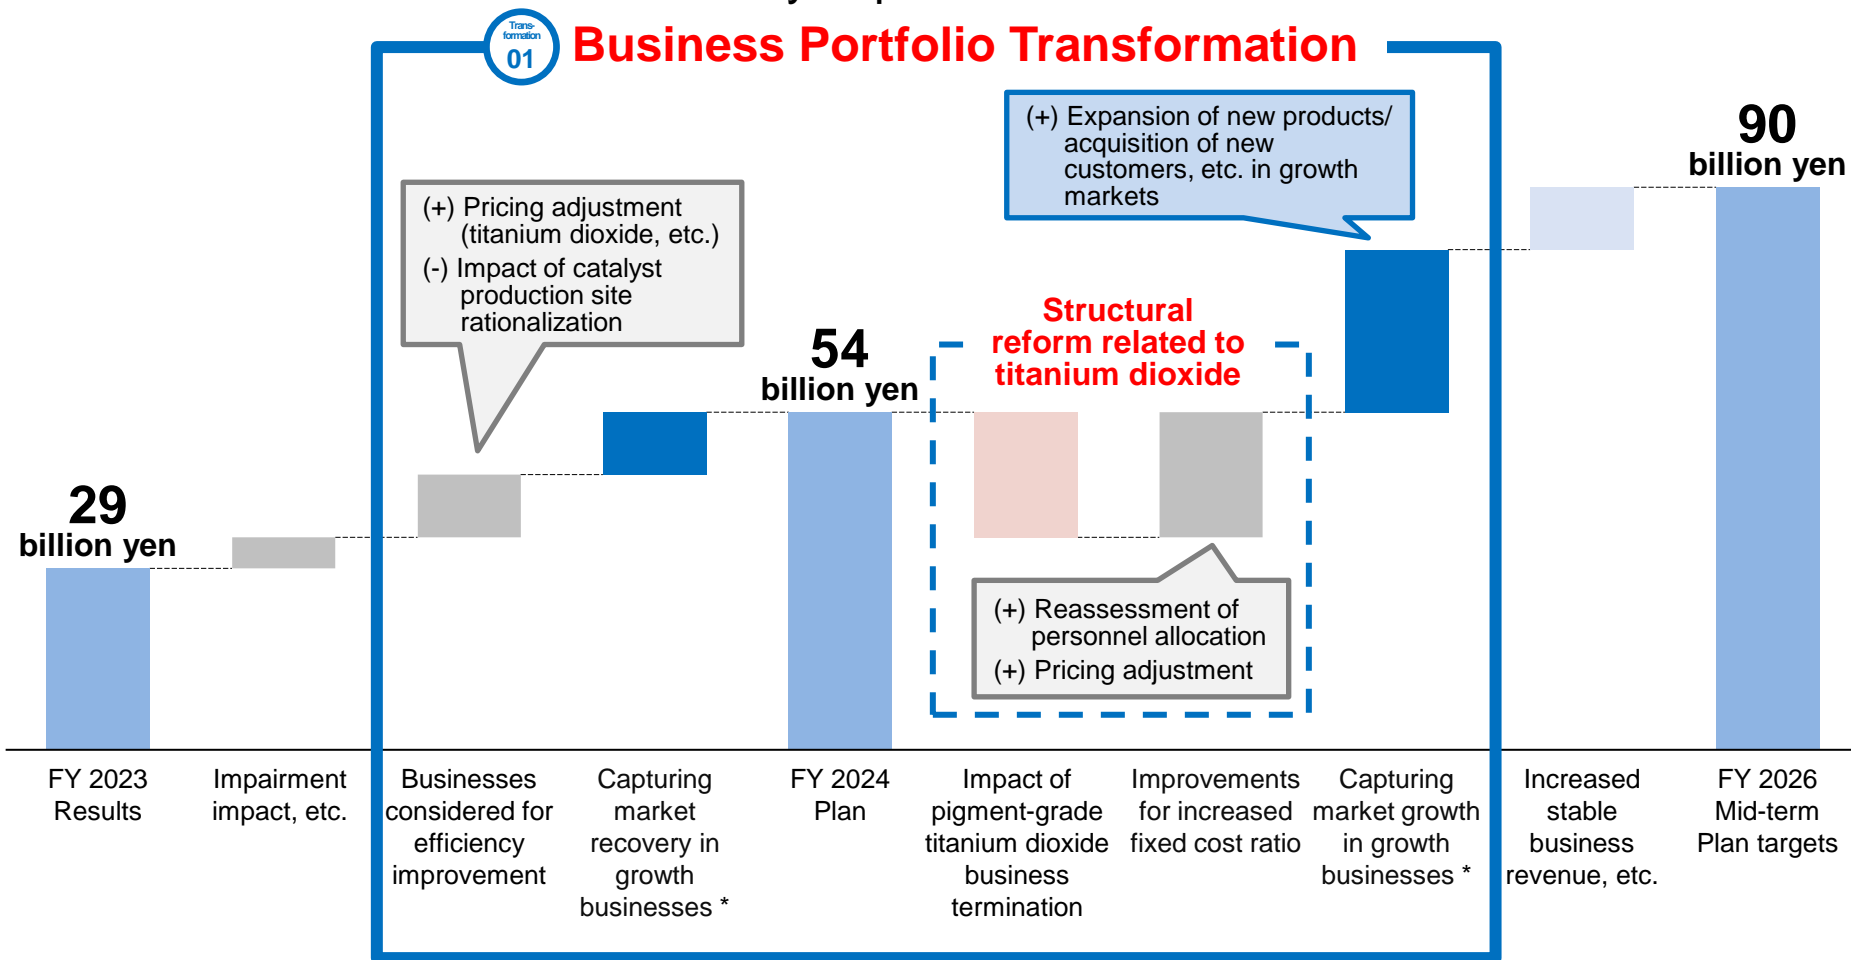 Trans-
formation
01
Business Portfolio Transformation
(+) Expansion of new products/
acquisition of new
customers, etc. in growth
markets
90
billion yen
(+) Pricing adjustment
(titanium dioxide, etc.)
(-) Impact of catalyst
production site
rationalization
Structural
reform related to
titanium dioxide
54
billion yen
29
billion yen
(+) Reassessment of
personnel allocation
(+) Pricing adjustment
FY 2023
Results
Impairment
impact, etc.
Businesses
considered for
efficiency
improvement
Capturing
market
recovery in
growth
businesses *
FY 2024
Plan
Impact of
pigment-grade
titanium dioxide
business
termination
Improvements
for increased
fixed cost ratio
Capturing
market growth
in growth
businesses *
Increased
stable
business
revenue, etc.
FY 2026
Mid-term
Plan targets